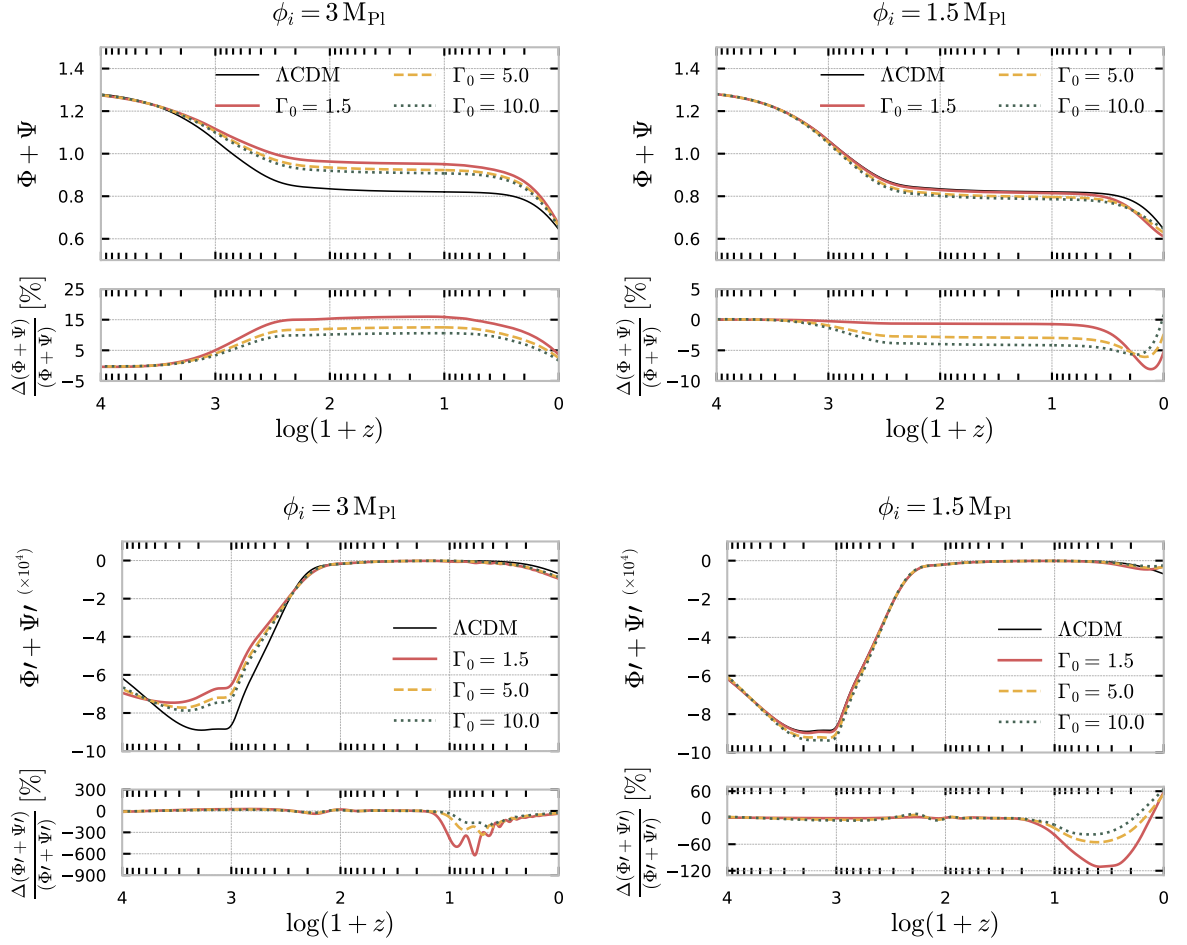 ϕ_i = 3 M_Pl
1.4
1.2
1.0
0.8
0.6
Φ + Ψ
ΛCDM
Γ_0 = 1.5
Γ_0 = 5.0
Γ_0 = 10.0
25
15
5
−5
Δ(Φ + Ψ)/(Φ + Ψ) [%]
4 3 2 1 0
log(1 + z)
ϕ_i = 1.5 M_Pl
1.4
1.2
1.0
0.8
0.6
Φ + Ψ
ΛCDM
Γ_0 = 1.5
Γ_0 = 5.0
Γ_0 = 10.0
5
0
−5
−10
Δ(Φ + Ψ)/(Φ + Ψ) [%]
4 3 2 1 0
log(1 + z)
ϕ_i = 3 M_Pl
0
−2
−4
−6
−8
−10
Φ′ + Ψ′ (×10^4)
ΛCDM
Γ_0 = 1.5
Γ_0 = 5.0
Γ_0 = 10.0
300
0
−300
−600
−900
Δ(Φ′ + Ψ′)/(Φ′ + Ψ′) [%]
4 3 2 1 0
log(1 + z)
ϕ_i = 1.5 M_Pl
0
−2
−4
−6
−8
−10
Φ′ + Ψ′ (×10^4)
ΛCDM
Γ_0 = 1.5
Γ_0 = 5.0
Γ_0 = 10.0
60
0
−60
−120
Δ(Φ′ + Ψ′)/(Φ′ + Ψ′) [%]
4 3 2 1 0
log(1 + z)